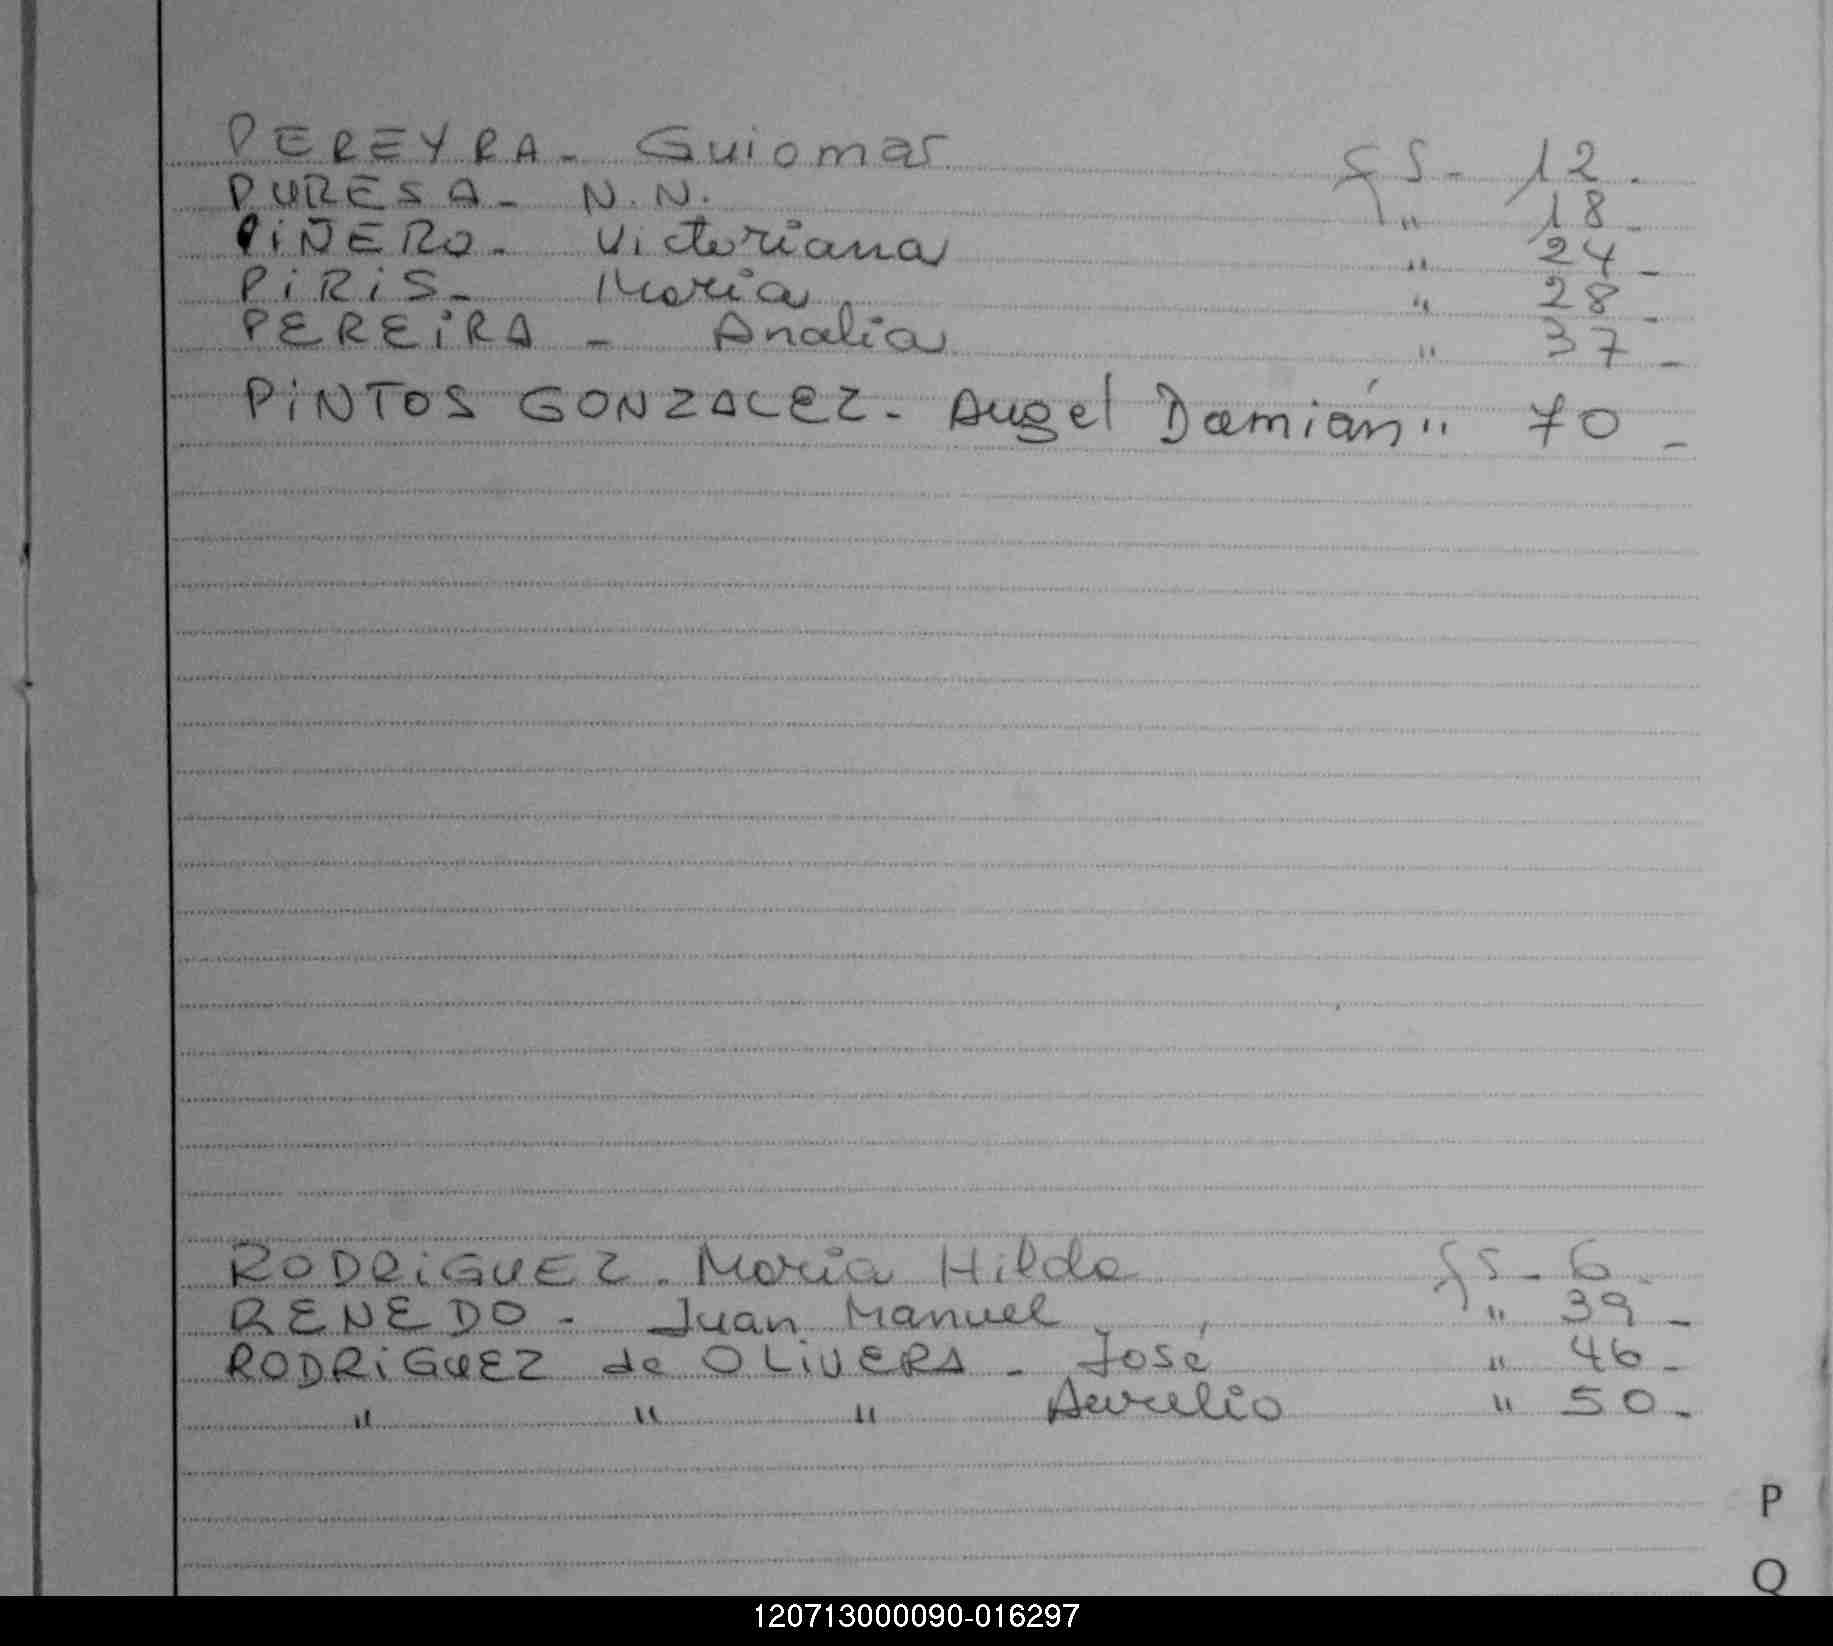 PEREYRA - Guiomar fs - 12.
PURESA - N.N. " 18 -
PIÑERO - Victoriana " 24 -
PIRIS - María " 28 -
PEREIRA - Analia " 37 -
PINTOS GONZALEZ - Angel Damián " 70 -
RODRIGUEZ - María Hilda fs - 6 -
RENEDO - Juan Manuel " 39 -
RODRIGUEZ de OLIVERA - José " 46 -
" " " Aurelio " 50 -
P
Q
120713000090-016297